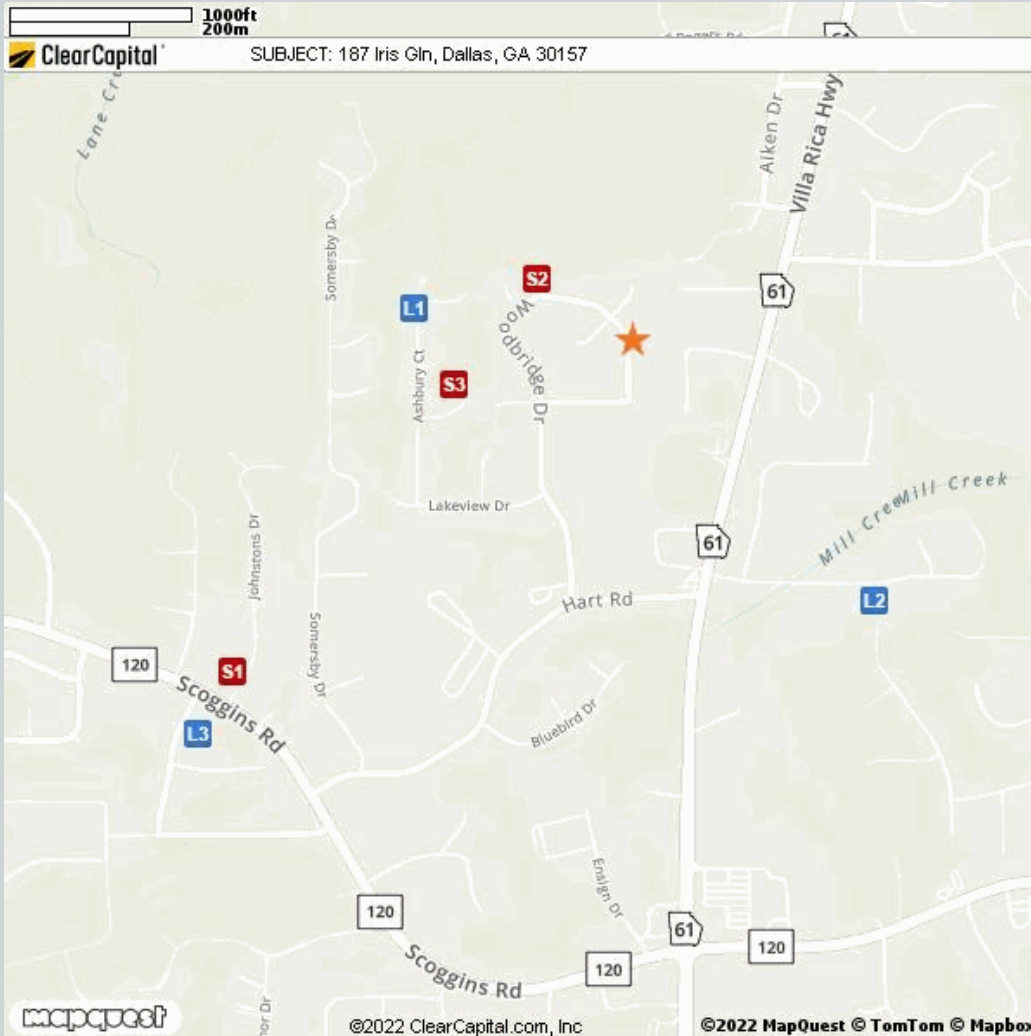 1000ft
200m
ClearCapital
SUBJECT: 187 Iris Gln, Dallas, GA 30157
61
Lane
Aiken Dr
Villa Rica Hwy
Somersby Dr
S2
61
L1
Woodbridge Dr
Ashbury Ct
S3
Lakeview Dr
Mill Creek
Mill Creek
Johnstons Dr
61
Hart Rd
L2
Somersby Dr
120
S1
Scoggins Rd
L3
Bluebird Dr
Ensign Dr
120
61
120
120
Scoggins Rd
mapquest
©2022 ClearCapital.com, Inc
©2022 MapQuest © TomTom © Mapbox